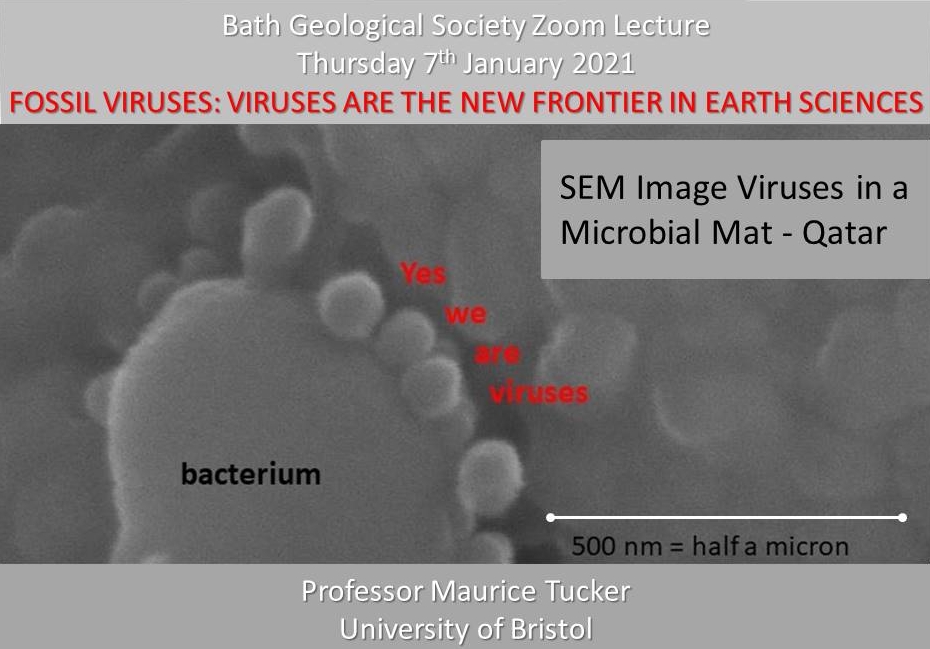 Bath Geological Society Zoom Lecture
Thursday 7th January 2021
FOSSIL VIRUSES: VIRUSES ARE THE NEW FRONTIER IN EARTH SCIENCES
SEM Image Viruses in a
Microbial Mat - Qatar
Yes
we
are
viruses
bacterium
500 nm = half a micron
Professor Maurice Tucker
University of Bristol